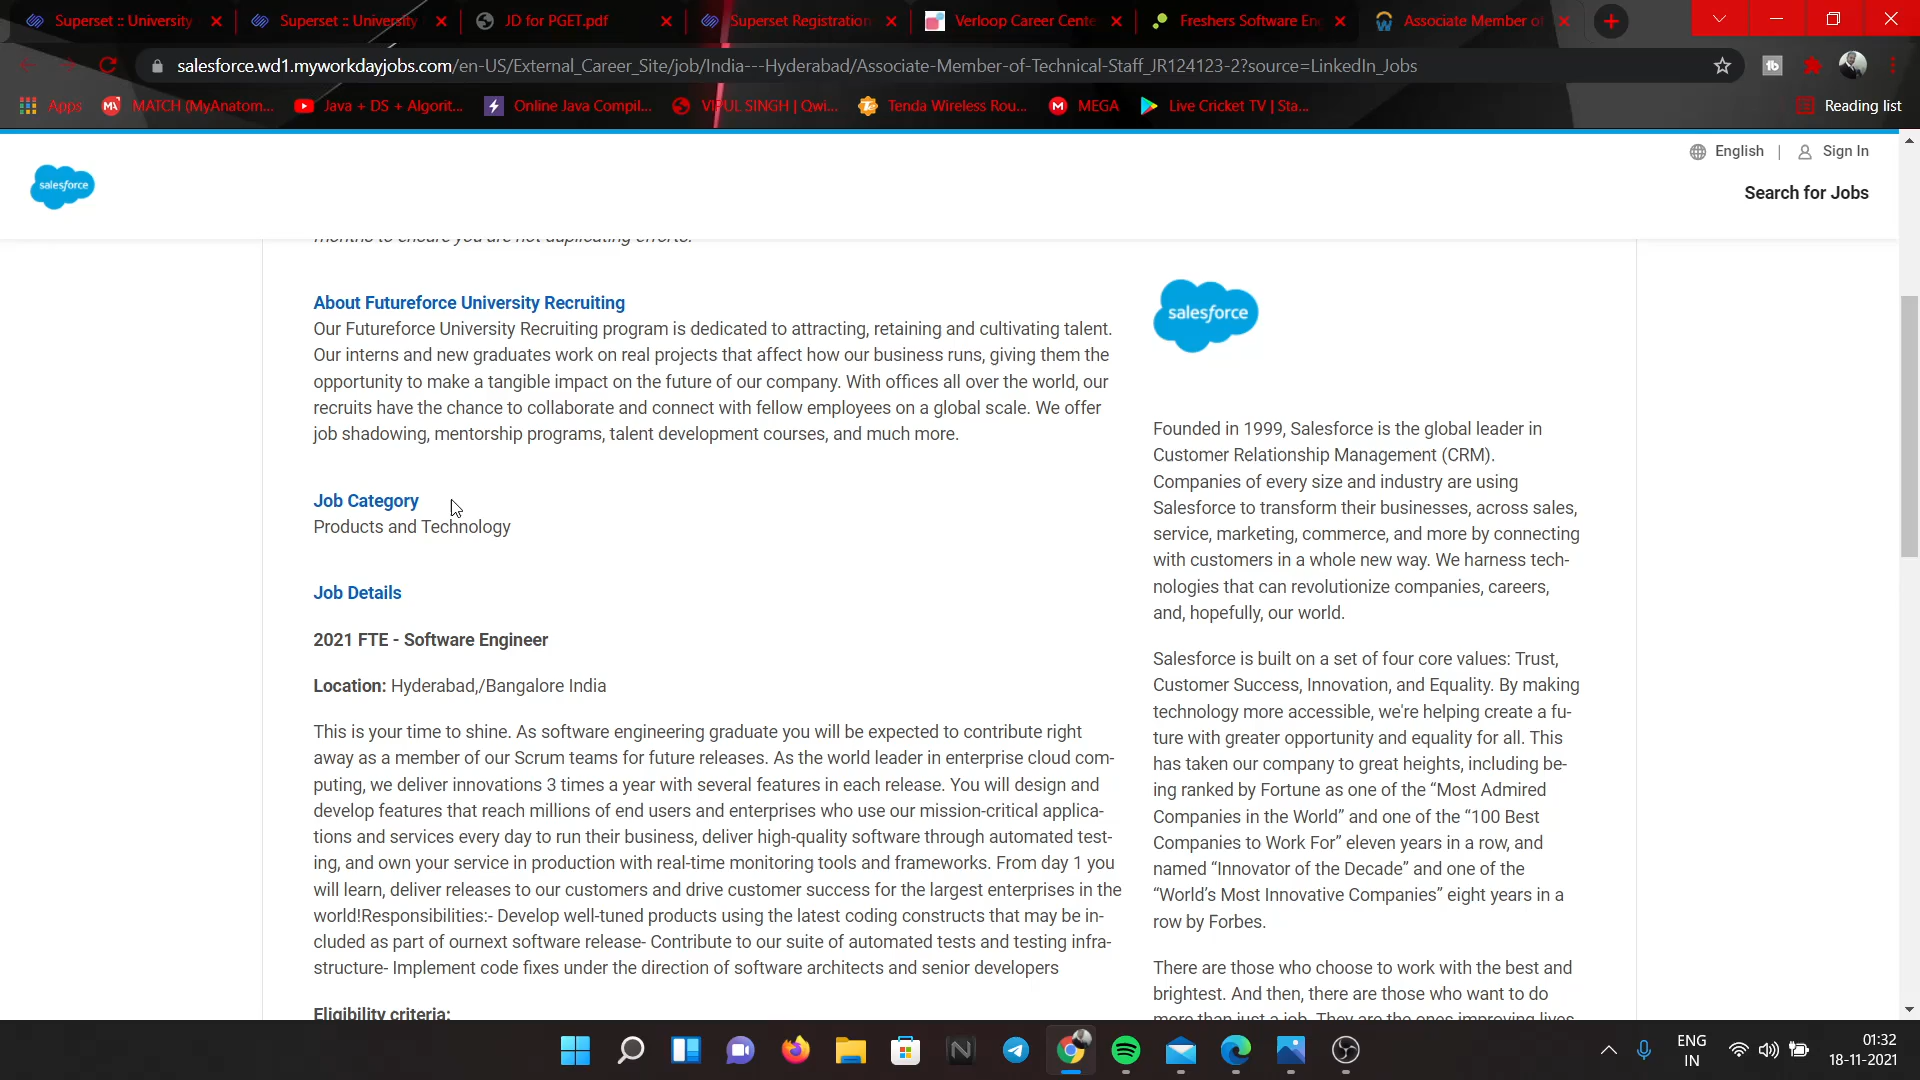 Superset :: University
Superset :: University
JD for PGET.pdf
Superset Registration
Verloop Career Cente
Freshers Software En
Associate Member of
salesforce.wd1.myworkdayjobs.com/en-US/External_Career_Site/job/India---Hyderabad/Associate-Member-of-Technical-Staff_JR124123-2?source=LinkedIn_Jobs
Apps
MATCH (MyAnatom...
Java + DS + Algorit...
Online Java Compil...
VIPUL SINGH | Qwi...
Tenda Wireless Rou...
MEGA
Live Cricket TV | Sta...
Reading list
English | Sign In
salesforce
Search for Jobs
months to ensure you are not duplicating efforts.
About Futureforce University Recruiting
Our Futureforce University Recruiting program is dedicated to attracting, retaining and cultivating talent.
Our interns and new graduates work on real projects that affect how our business runs, giving them the
opportunity to make a tangible impact on the future of our company. With offices all over the world, our
recruits have the chance to collaborate and connect with fellow employees on a global scale. We offer
job shadowing, mentorship programs, talent development courses, and much more.
Job Category
Products and Technology
Job Details
2021 FTE - Software Engineer
Location: Hyderabad,/Bangalore India
This is your time to shine. As software engineering graduate you will be expected to contribute right
away as a member of our Scrum teams for future releases. As the world leader in enterprise cloud com-
puting, we deliver innovations 3 times a year with several features in each release. You will design and
develop features that reach millions of end users and enterprises who use our mission-critical applica-
tions and services every day to run their business, deliver high-quality software through automated test-
ing, and own your service in production with real-time monitoring tools and frameworks. From day 1 you
will learn, deliver releases to our customers and drive customer success for the largest enterprises in the
world!Responsibilities:- Develop well-tuned products using the latest coding constructs that may be in-
cluded as part of ournext software release- Contribute to our suite of automated tests and testing infra-
structure- Implement code fixes under the direction of software architects and senior developers
Eligibility criteria:
salesforce
Founded in 1999, Salesforce is the global leader in
Customer Relationship Management (CRM).
Companies of every size and industry are using
Salesforce to transform their businesses, across sales,
service, marketing, commerce, and more by connecting
with customers in a whole new way. We harness tech-
nologies that can revolutionize companies, careers,
and, hopefully, our world.
Salesforce is built on a set of four core values: Trust,
Customer Success, Innovation, and Equality. By making
technology more accessible, we're helping create a fu-
ture with greater opportunity and equality for all. This
has taken our company to great heights, including be-
ing ranked by Fortune as one of the “Most Admired
Companies in the World” and one of the “100 Best
Companies to Work For” eleven years in a row, and
named “Innovator of the Decade” and one of the
“World’s Most Innovative Companies” eight years in a
row by Forbes.
There are those who choose to work with the best and
brightest. And then, there are those who want to do
more than just a job. They are the ones improving lives
ENG
IN
01:32
18-11-2021